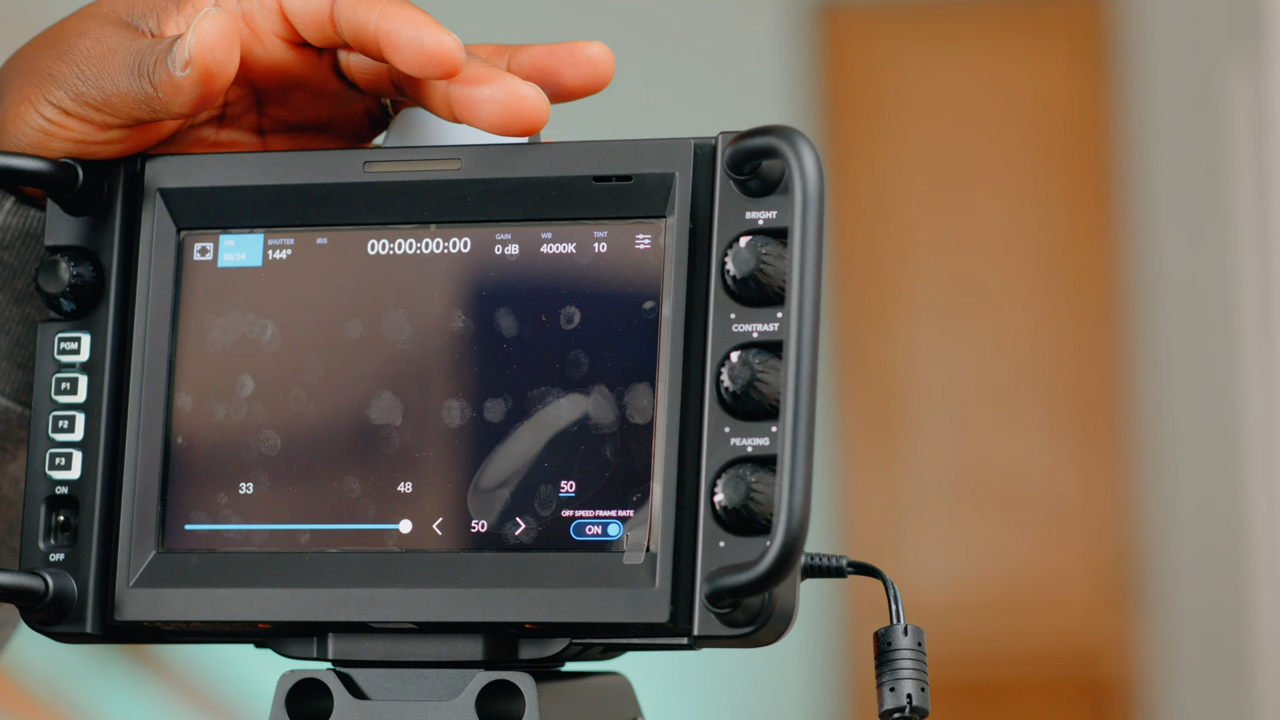 BRIGHT
FPS SHUTTER IRIS 00:00:00:00 GAIN WB TINT
50/24 144° 0 dB 4000K 10
CONTRAST
PGM
F1
F2
PEAKING
F3
33 48 50
ON
OFF SPEED FRAME RATE
50 ON
OFF